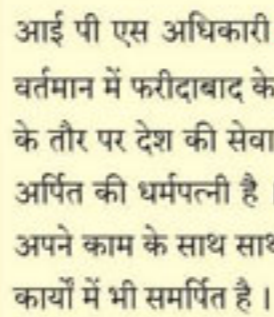 आई पी एस अधिकारी
वर्तमान में फरीदाबाद के
के तौर पर देश की सेवा
अर्पित की धर्मपत्नी है ।
अपने काम के साथ साथ
कार्यों में भी समर्पित है ।